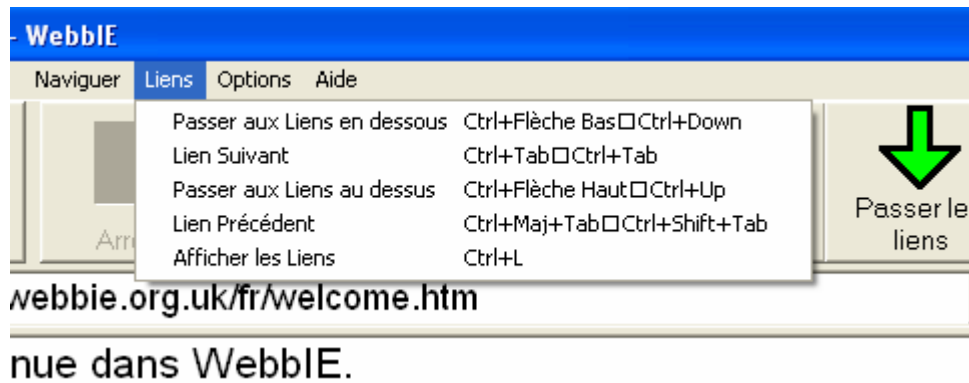 - WebbIE
Naviguer Liens Options Aide
Passer aux Liens en dessous Ctrl+Flèche Bas□Ctrl+Down
Lien Suivant Ctrl+Tab□Ctrl+Tab
Passer aux Liens au dessus Ctrl+Flèche Haut□Ctrl+Up
Lien Précédent Ctrl+Maj+Tab□Ctrl+Shift+Tab
Afficher les Liens Ctrl+L
Arr
Passer le
liens
webbie.org.uk/fr/welcome.htm
nue dans WebbIE.